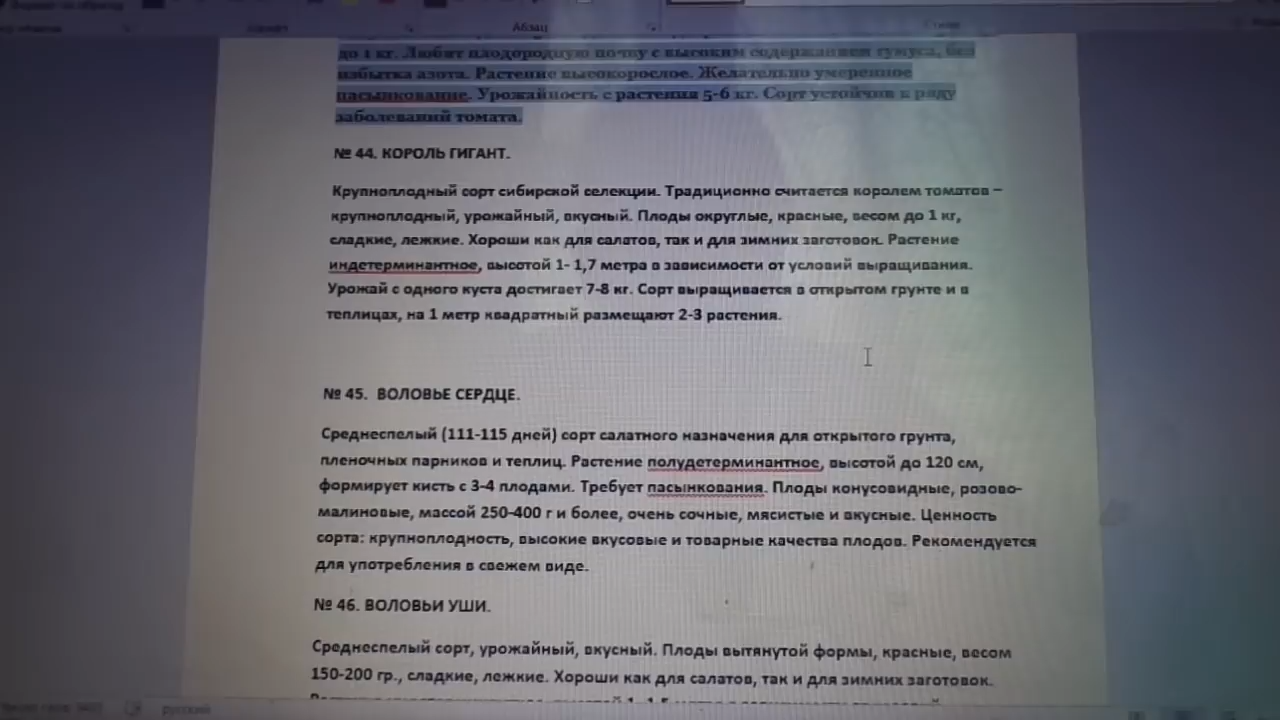 Абзац
до 1 кг. Любит плодородную почву с высоким содержанием гумуса, без
избытка азота. Растение высокорослое. Желательно умеренное
пасынкование. Урожайность с растения 5-6 кг. Сорт устойчив к ряду
заболеваний томата.
№ 44. КОРОЛЬ ГИГАНТ.
Крупноплодный сорт сибирской селекции. Традиционно считается королем томатов –
крупноплодный, урожайный, вкусный. Плоды округлые, красные, весом до 1 кг,
сладкие, лежкие. Хороши как для салатов, так и для зимних заготовок. Растение
индетерминантное, высотой 1- 1,7 метра в зависимости от условий выращивания.
Урожай с одного куста достигает 7-8 кг. Сорт выращивается в открытом грунте и в
теплицах, на 1 метр квадратный размещают 2-3 растения.
№ 45. ВОЛОВЬЕ СЕРДЦЕ.
Среднеспелый (111-115 дней) сорт салатного назначения для открытого грунта,
пленочных парников и теплиц. Растение полудетерминантное, высотой до 120 см,
формирует кисть с 3-4 плодами. Требует пасынкования. Плоды конусовидные, розово-
малиновые, массой 250-400 г и более, очень сочные, мясистые и вкусные. Ценность
сорта: крупноплодность, высокие вкусовые и товарные качества плодов. Рекомендуется
для употребления в свежем виде.
№ 46. ВОЛОВЬИ УШИ.
Среднеспелый сорт, урожайный, вкусный. Плоды вытянутой формы, красные, весом
150-200 гр., сладкие, лежкие. Хороши как для салатов, так и для зимних заготовок.
русский